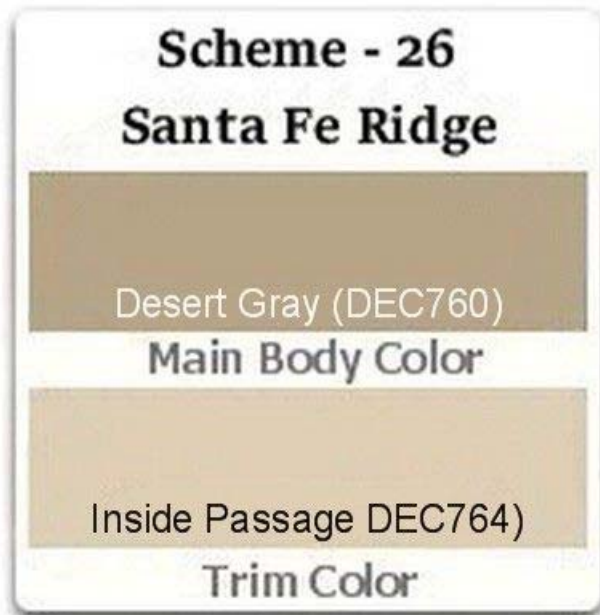 Scheme - 26
Santa Fe Ridge
Desert Gray (DEC760)
Main Body Color
Inside Passage DEC764)
Trim Color